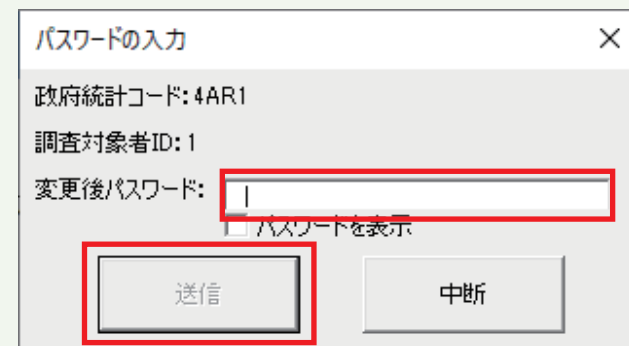 パスワードの入力
政府統計コード:4AR1
調査対象者ID:1
変更後パスワード:
パスワードを表示
送信 中断